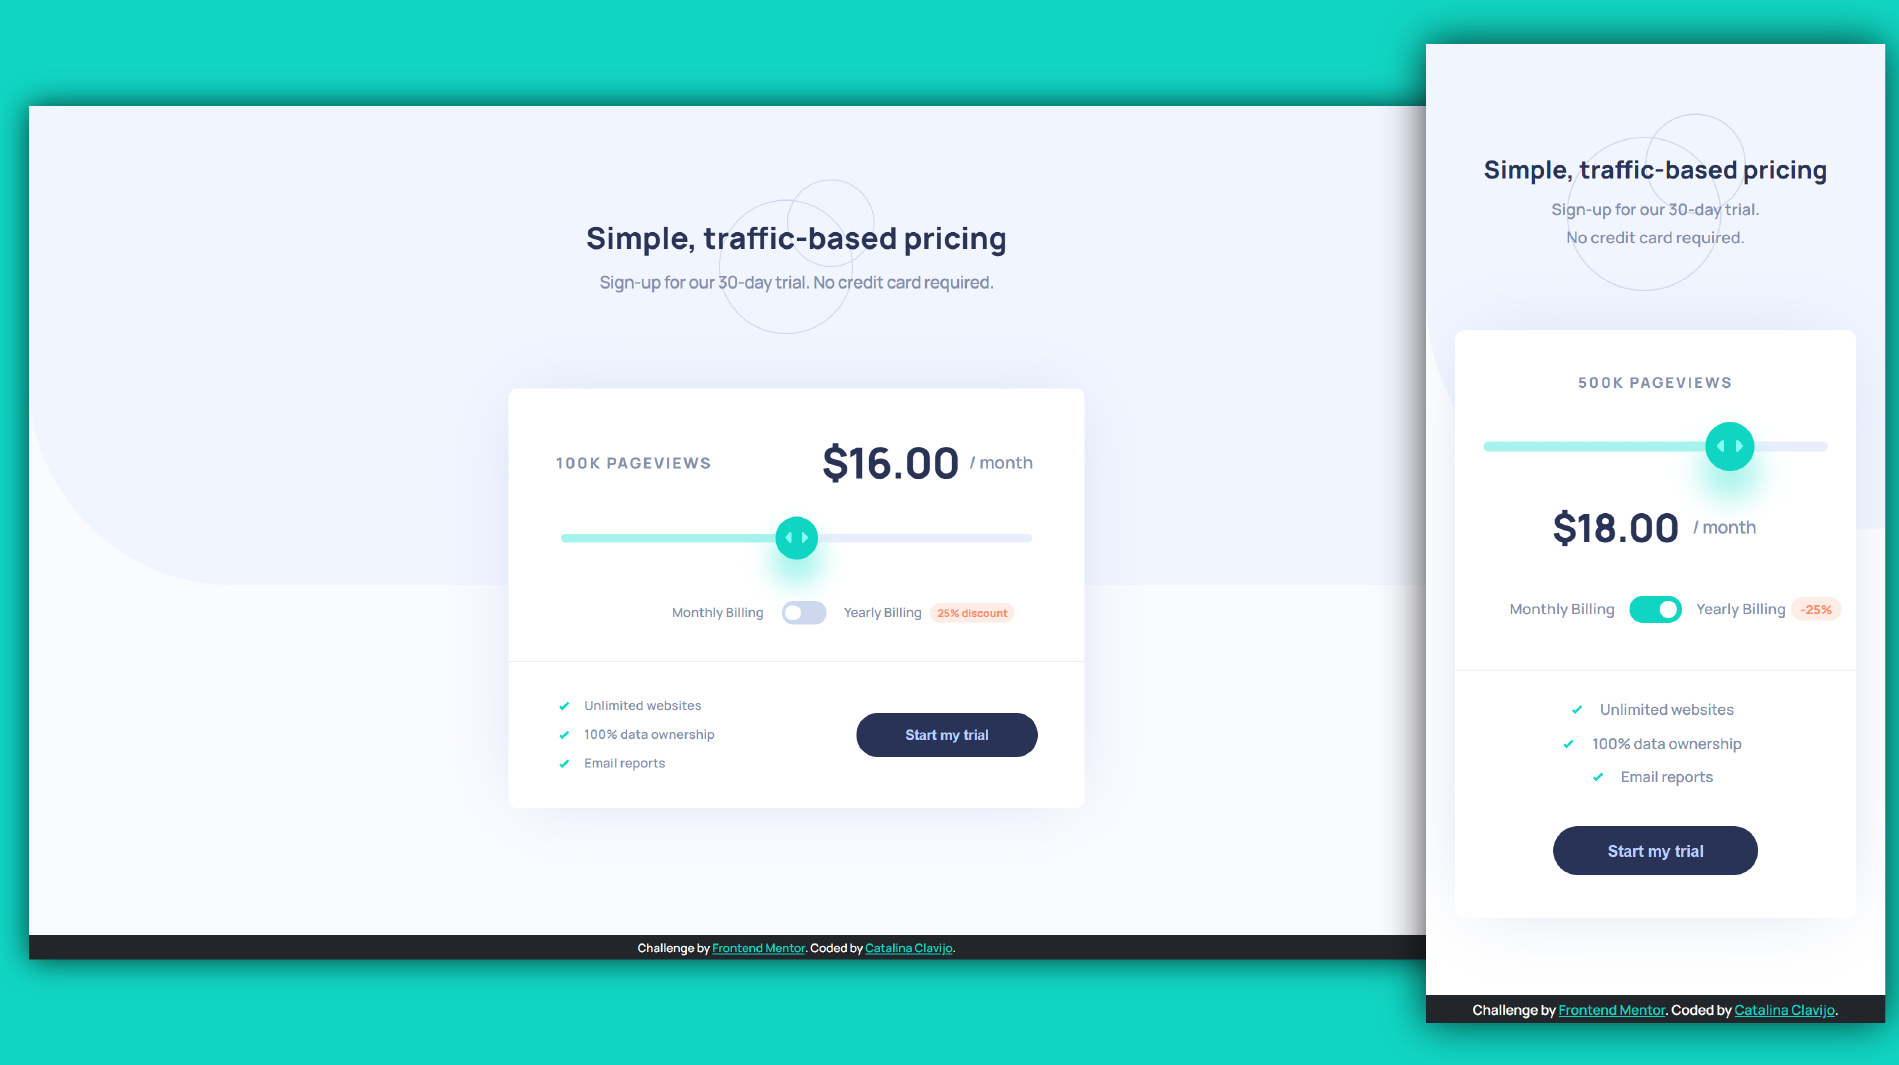 Simple, traffic-based pricing
Sign-up for our 30-day trial. No credit card required.
100K PAGEVIEWS
$16.00 / month
Monthly Billing
Yearly Billing
25% discount
Unlimited websites
100% data ownership
Email reports
Start my trial
Challenge by Frontend Mentor. Coded by Catalina Clavijo.
Simple, traffic-based pricing
Sign-up for our 30-day trial.
No credit card required.
500K PAGEVIEWS
$18.00 / month
Monthly Billing
Yearly Billing
-25%
Unlimited websites
100% data ownership
Email reports
Start my trial
Challenge by Frontend Mentor. Coded by Catalina Clavijo.